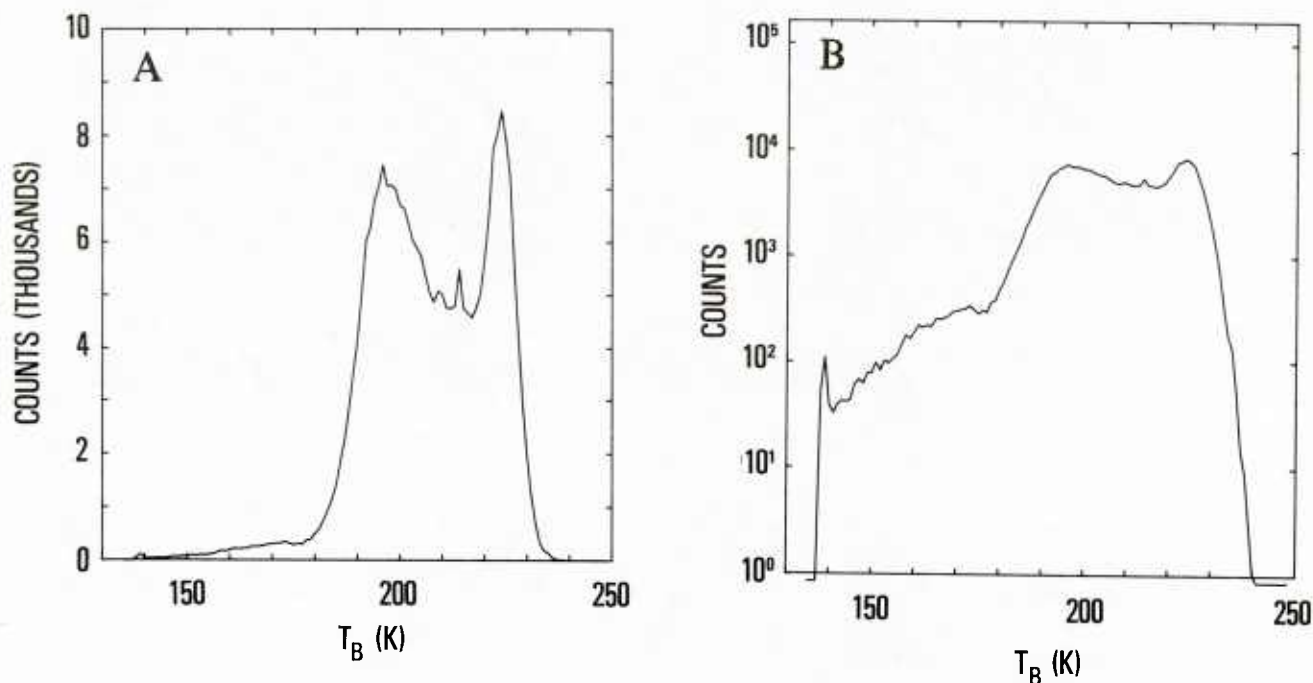 A
COUNTS (THOUSANDS)
10
8
6
4
2
0
150 200 250
T_B (K)
B
COUNTS
10⁵
10⁴
10³
10²
10¹
10⁰
150 200 250
T_B (K)